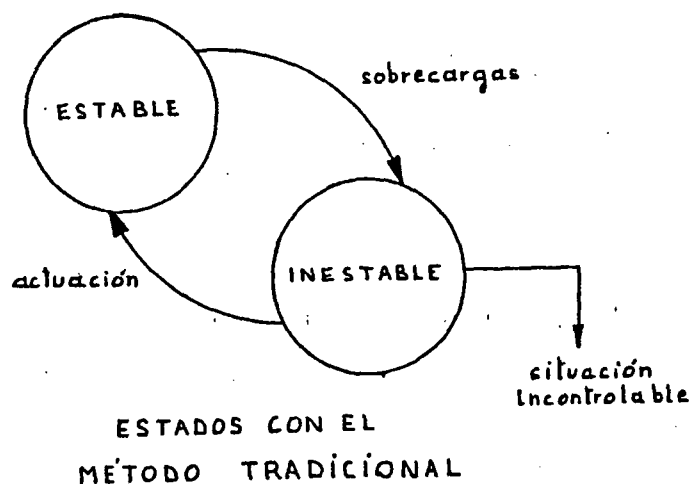 sobrecargas
ESTABLE
actuación
INESTABLE
situación
incontrolable
ESTADOS CON EL
MÉTODO TRADICIONAL